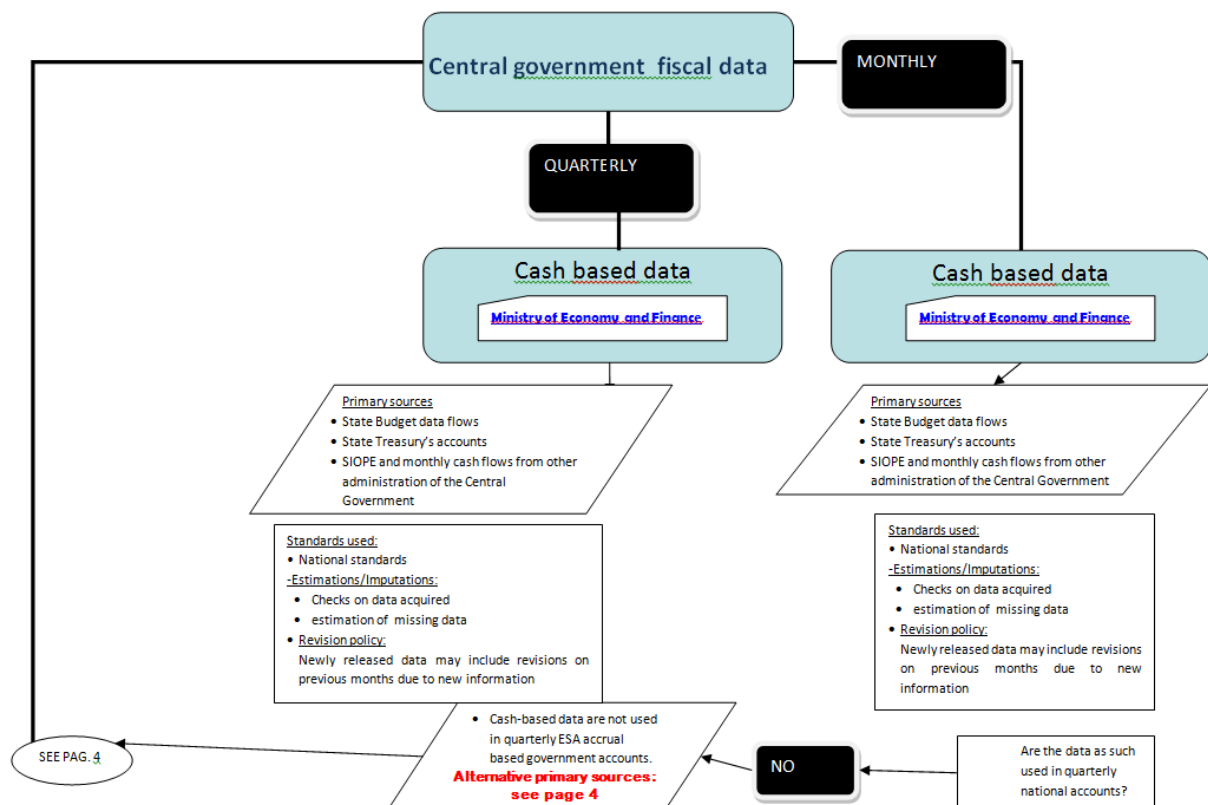 Central government fiscal data
MONTHLY
QUARTERLY
Cash based data
Ministry of Economy and Finance
Cash based data
Ministry of Economy and Finance
Primary sources
• State Budget data flows
• State Treasury's accounts
• SIOPE and monthly cash flows from other
administration of the Central
Government
Primary sources
• State Budget data flows
• State Treasury's accounts
• SIOPE and monthly cash flows from other
administration of the Central Government
Standards used:
• National standards
-Estimations/Imputations:
• Checks on data acquired
• estimation of missing data
• Revision policy:
Newly released data may include revisions on
previous months due to new information
Standards used:
• National standards
-Estimations/Imputations:
• Checks on data acquired
• estimation of missing data
• Revision policy:
Newly released data may include revisions
on previous months due to new
information
SEE PAG. 4
• Cash-based data are not used
in quarterly ESA accrual
based government accounts.
Alternative primary sources:
see page 4
NO
Are the data as such
used in quarterly
national accounts?